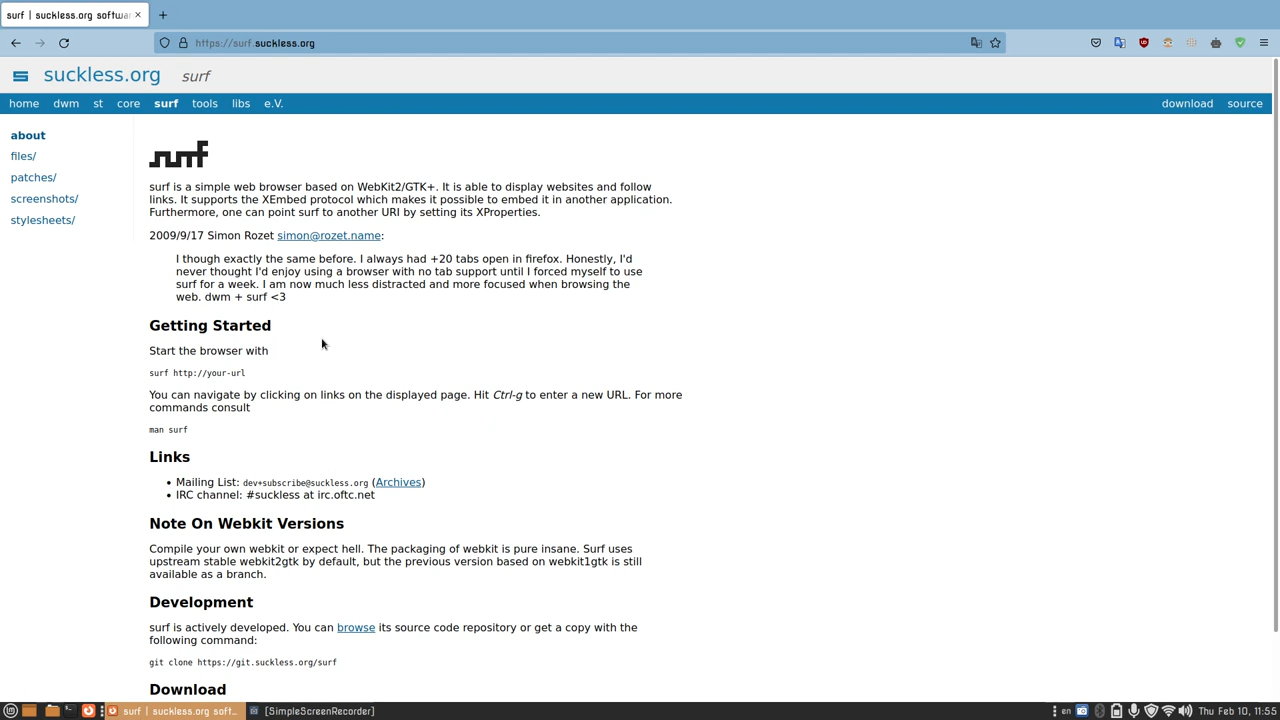 surf | suckless.org softwa
https://surf.suckless.org
suckless.org surf
home dwm st core surf tools libs e.V. download source
about
files/
patches/
screenshots/
stylesheets/
surf
surf is a simple web browser based on WebKit2/GTK+. It is able to display websites and follow
links. It supports the XEmbed protocol which makes it possible to embed it in another application.
Furthermore, one can point surf to another URI by setting its XProperties.
2009/9/17 Simon Rozet simon@rozet.name:
I though exactly the same before. I always had +20 tabs open in firefox. Honestly, I'd
never thought I'd enjoy using a browser with no tab support until I forced myself to use
surf for a week. I am now much less distracted and more focused when browsing the
web. dwm + surf <3
Getting Started
Start the browser with
surf http://your-url
You can navigate by clicking on links on the displayed page. Hit Ctrl-g to enter a new URL. For more
commands consult
man surf
Links
• Mailing List: dev+subscribe@suckless.org (Archives)
• IRC channel: #suckless at irc.oftc.net
Note On Webkit Versions
Compile your own webkit or expect hell. The packaging of webkit is pure insane. Surf uses
upstream stable webkit2gtk by default, but the previous version based on webkit1gtk is still
available as a branch.
Development
surf is actively developed. You can browse its source code repository or get a copy with the
following command:
git clone https://git.suckless.org/surf
Download
surf | suckless.org soft... [SimpleScreenRecorder] en Thu Feb 10, 11:55